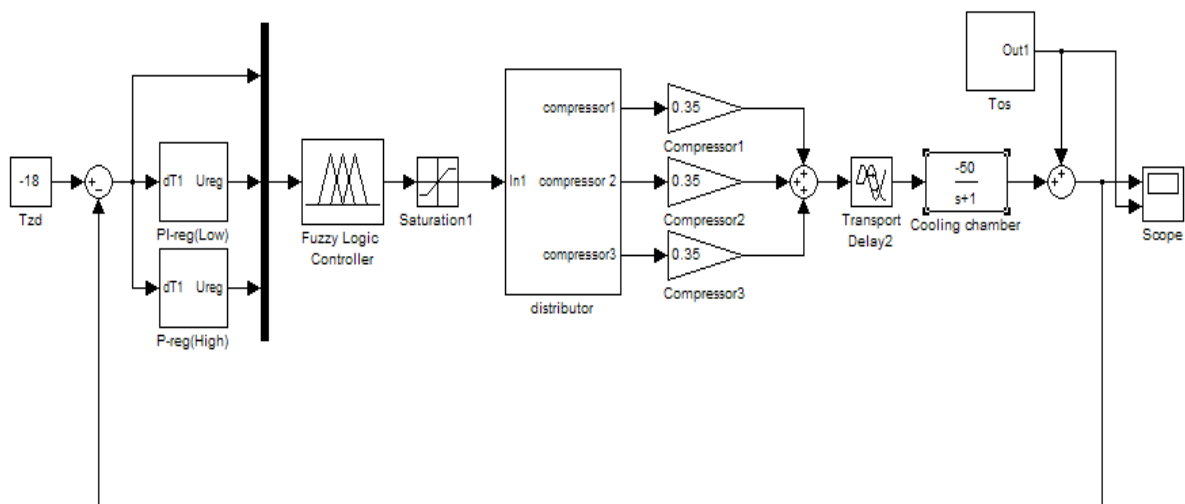 -18
Tzd
+
−
dT1 Ureg
PI-reg(Low)
dT1 Ureg
P-reg(High)
Fuzzy Logic
Controller
Saturation1
In1
compressor1
compressor 2
compressor3
distributor
0.35
Compressor1
0.35
Compressor2
0.35
Compressor3
+
+
+
Transport
Delay2
-50
s+1
Cooling chamber
Out1
Tos
+
+
Scope